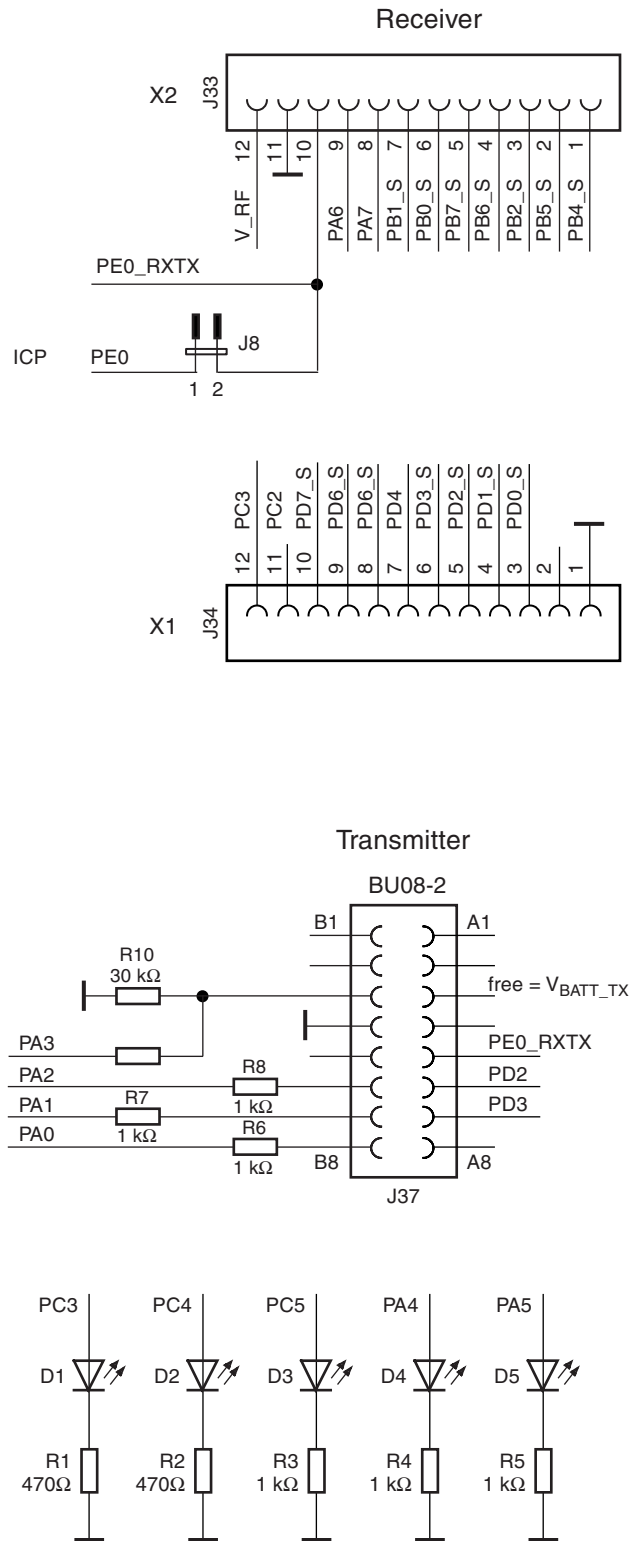 Receiver
X2
J33
12
11
10
9
8
7
6
5
4
3
2
1
V_RF
PA6
PA7
PB1_S
PB0_S
PB7_S
PB6_S
PB2_S
PB5_S
PB4_S
PE0_RXTX
ICP
PE0
J8
1 2
PC3
PC2
PD7_S
PD6_S
PD6_S
PD4
PD3_S
PD2_S
PD1_S
PD0_S
12
11
10
9
8
7
6
5
4
3
2
1
X1
J34
Transmitter
BU08-2
B1
A1
R10
30 kΩ
free = VBATT_TX
PA3
PE0_RXTX
PA2
R8
1 kΩ
PD2
PA1
R7
1 kΩ
PD3
PA0
R6
1 kΩ
B8
A8
J37
PC3 PC4 PC5 PA4 PA5
D1 D2 D3 D4 D5
R1 R2 R3 R4 R5
470Ω 470Ω 1 kΩ 1 kΩ 1 kΩ